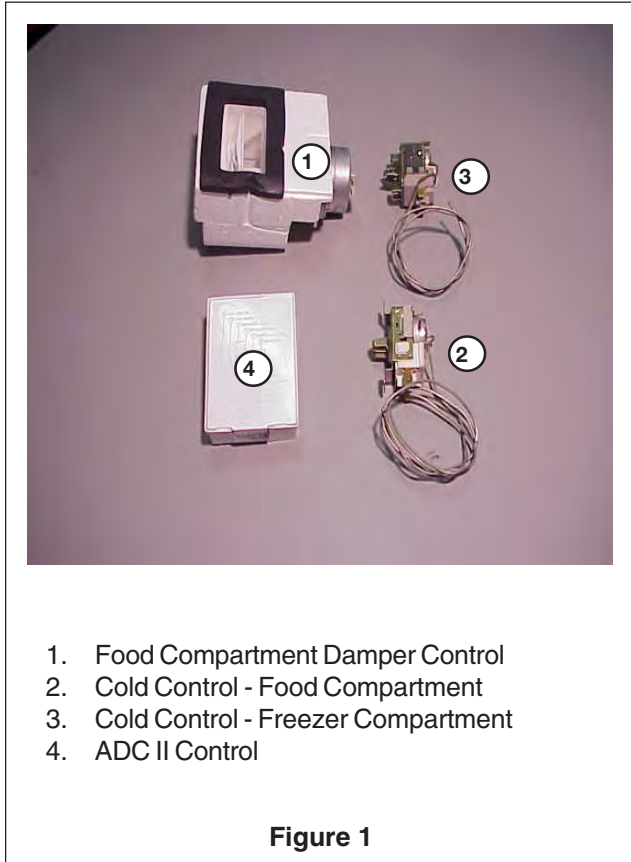 1
3
2
4
1. Food Compartment Damper Control
2. Cold Control - Food Compartment
3. Cold Control - Freezer Compartment
4. ADC II Control
Figure 1